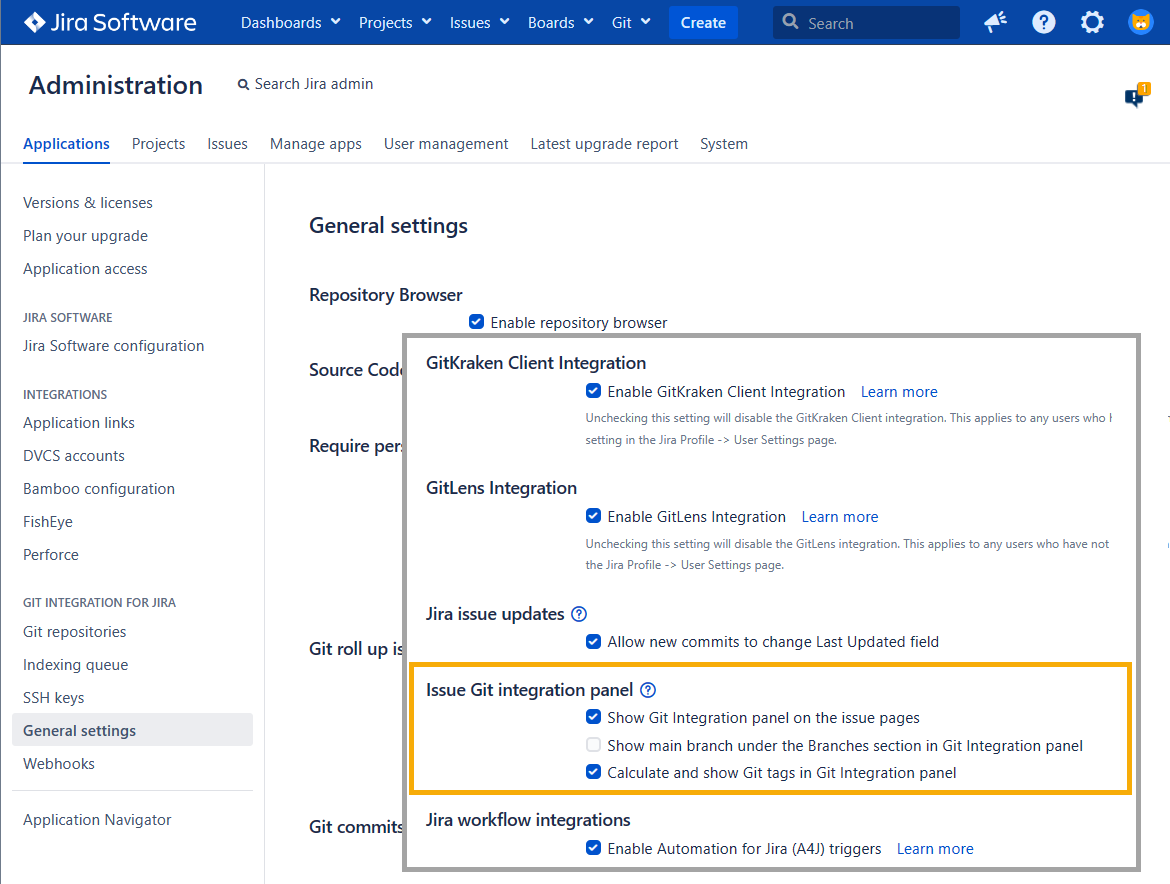 Jira Software Dashboards Projects Issues Boards Git Create Search
Administration Search Jira admin
1
Applications Projects Issues Manage apps User management Latest upgrade report System
Versions & licenses
Plan your upgrade
Application access
JIRA SOFTWARE
Jira Software configuration
INTEGRATIONS
Application links
DVCS accounts
Bamboo configuration
FishEye
Perforce
GIT INTEGRATION FOR JIRA
Git repositories
Indexing queue
SSH keys
General settings
Webhooks
Application Navigator
General settings
Repository Browser
Enable repository browser
Source Code
Require pers
Git roll up is
Git commits
GitKraken Client Integration
Enable GitKraken Client Integration Learn more
Unchecking this setting will disable the GitKraken Client integration. This applies to any users who
setting in the Jira Profile -> User Settings page.
GitLens Integration
Enable GitLens Integration Learn more
Unchecking this setting will disable the GitLens integration. This applies to any users who have not
the Jira Profile -> User Settings page.
Jira issue updates ?
Allow new commits to change Last Updated field
Issue Git integration panel ?
Show Git Integration panel on the issue pages
Show main branch under the Branches section in Git Integration panel
Calculate and show Git tags in Git Integration panel
Jira workflow integrations
Enable Automation for Jira (A4J) triggers Learn more